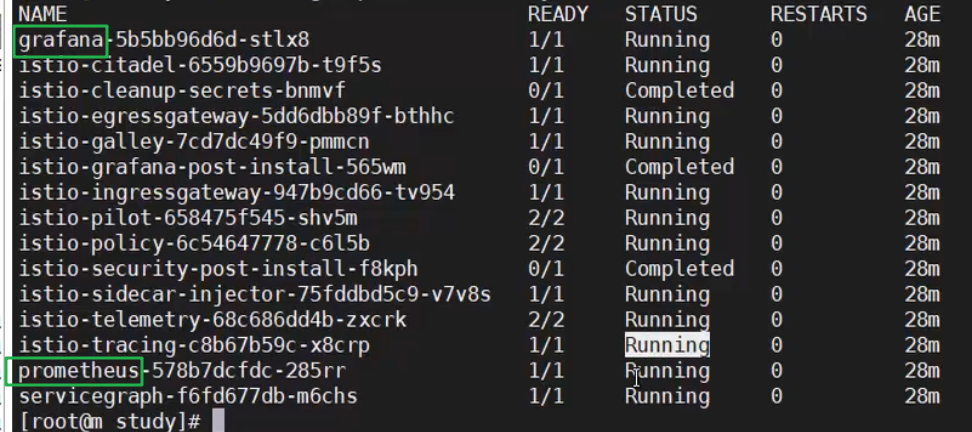 NAME READY STATUS RESTARTS AGE
grafana-5b5bb96d6d-stlx8 1/1 Running 0 28m
istio-citadel-6559b9697b-t9f5s 1/1 Running 0 28m
istio-cleanup-secrets-bnmvf 0/1 Completed 0 28m
istio-egressgateway-5dd6dbb89f-bthhc 1/1 Running 0 28m
istio-galley-7cd7dc49f9-pmmcn 1/1 Running 0 28m
istio-grafana-post-install-565wm 0/1 Completed 0 28m
istio-ingressgateway-947b9cd66-tv954 1/1 Running 0 28m
istio-pilot-658475f545-shv5m 2/2 Running 0 28m
istio-policy-6c54647778-c6l5b 2/2 Running 0 28m
istio-security-post-install-f8kph 0/1 Completed 0 28m
istio-sidecar-injector-75fddbd5c9-v7v8s 1/1 Running 0 28m
istio-telemetry-68c686dd4b-zxcrk 2/2 Running 0 28m
istio-tracing-c8b67b59c-x8crp 1/1 Running 0 28m
prometheus-578b7dcfdc-285rr 1/1 Running 0 28m
servicegraph-f6fd677db-m6chs 1/1 Running 0 28m
[root@m study]#